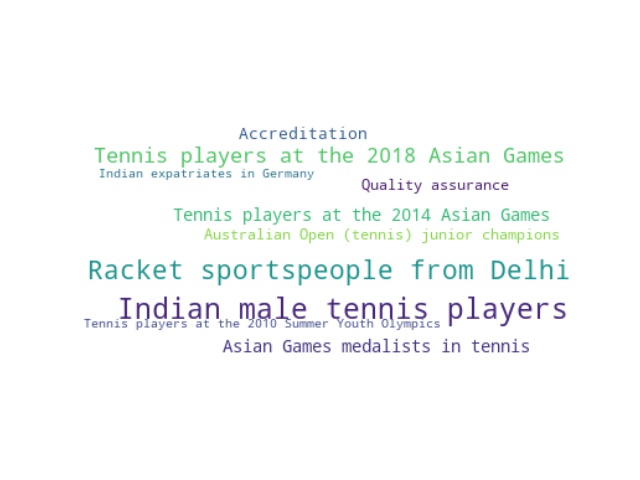 Accreditation
Tennis players at the 2018 Asian Games
Indian expatriates in Germany
Quality assurance
Tennis players at the 2014 Asian Games
Australian Open (tennis) junior champions
Racket sportspeople from Delhi
Indian male tennis players
Tennis players at the 2010 Summer Youth Olympics
Asian Games medalists in tennis